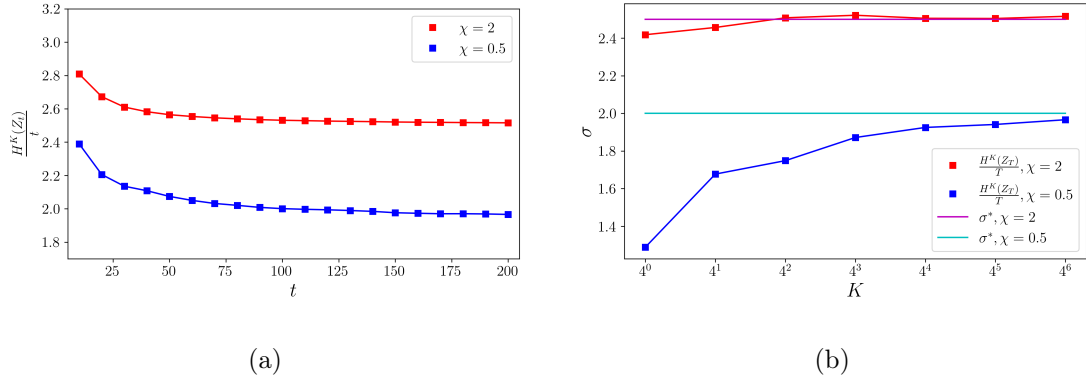 3.2
3.0
2.8
2.6
2.4
2.2
2.0
1.8
H^K(Z_t)/t
25 50 75 100 125 150 175 200
t
χ = 2
χ = 0.5
(a)
2.4
2.2
2.0
1.8
1.6
1.4
σ
4^0 4^1 4^2 4^3 4^4 4^5 4^6
K
H^K(Z_T)/T, χ = 2
H^K(Z_T)/T, χ = 0.5
σ*, χ = 2
σ*, χ = 0.5
(b)